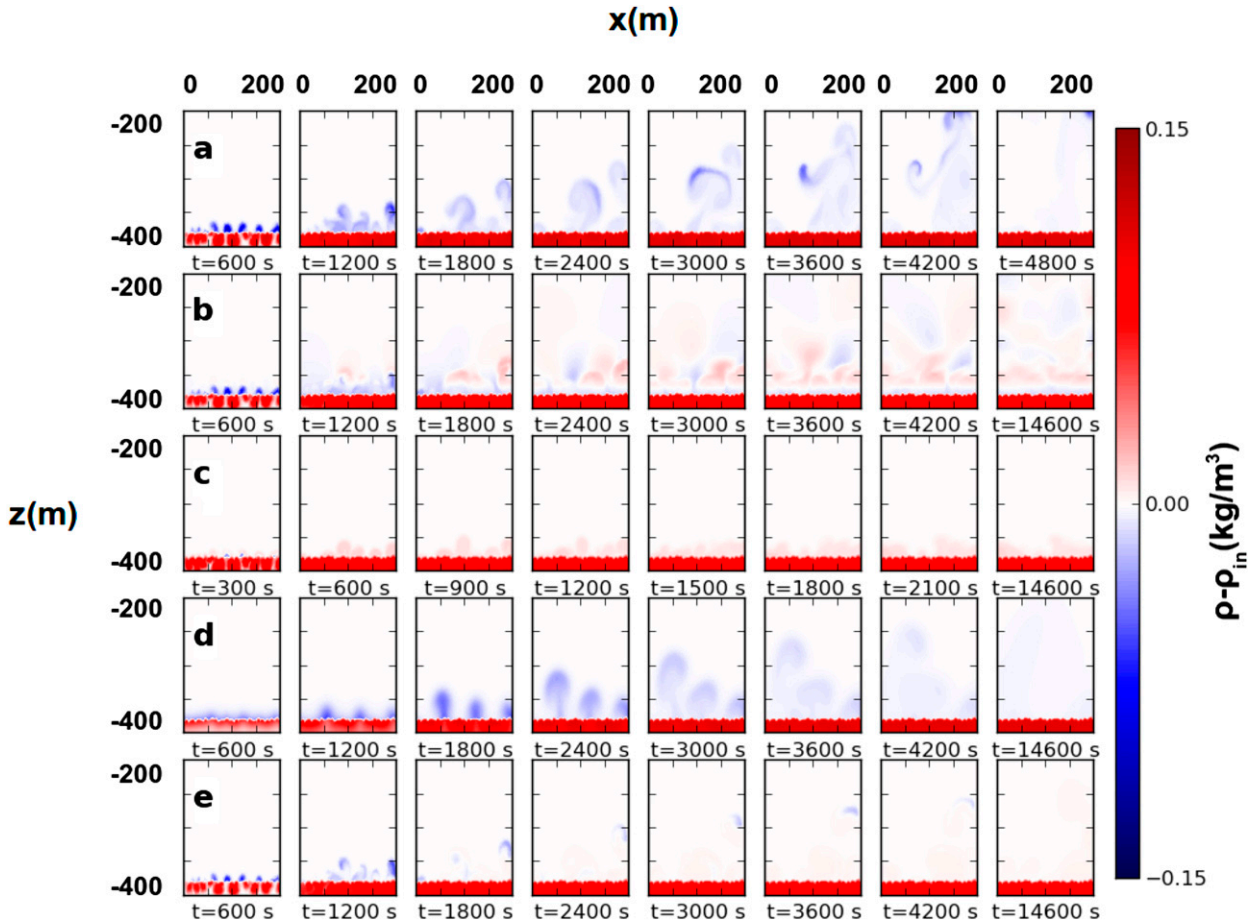 x(m)
0 200 0 200 0 200 0 200 0 200 0 200 0 200 0 200
-200
a
-400
t=600 s t=1200 s t=1800 s t=2400 s t=3000 s t=3600 s t=4200 s t=4800 s
-200
b
-400
t=600 s t=1200 s t=1800 s t=2400 s t=3000 s t=3600 s t=4200 s t=14600 s
-200
c
-400
t=300 s t=600 s t=900 s t=1200 s t=1500 s t=1800 s t=2100 s t=14600 s
-200
d
-400
t=600 s t=1200 s t=1800 s t=2400 s t=3000 s t=3600 s t=4200 s t=14600 s
-200
e
-400
t=600 s t=1200 s t=1800 s t=2400 s t=3000 s t=3600 s t=4200 s t=14600 s
z(m)
0.15
0.00
−0.15
ρ-ρin(kg/m³)